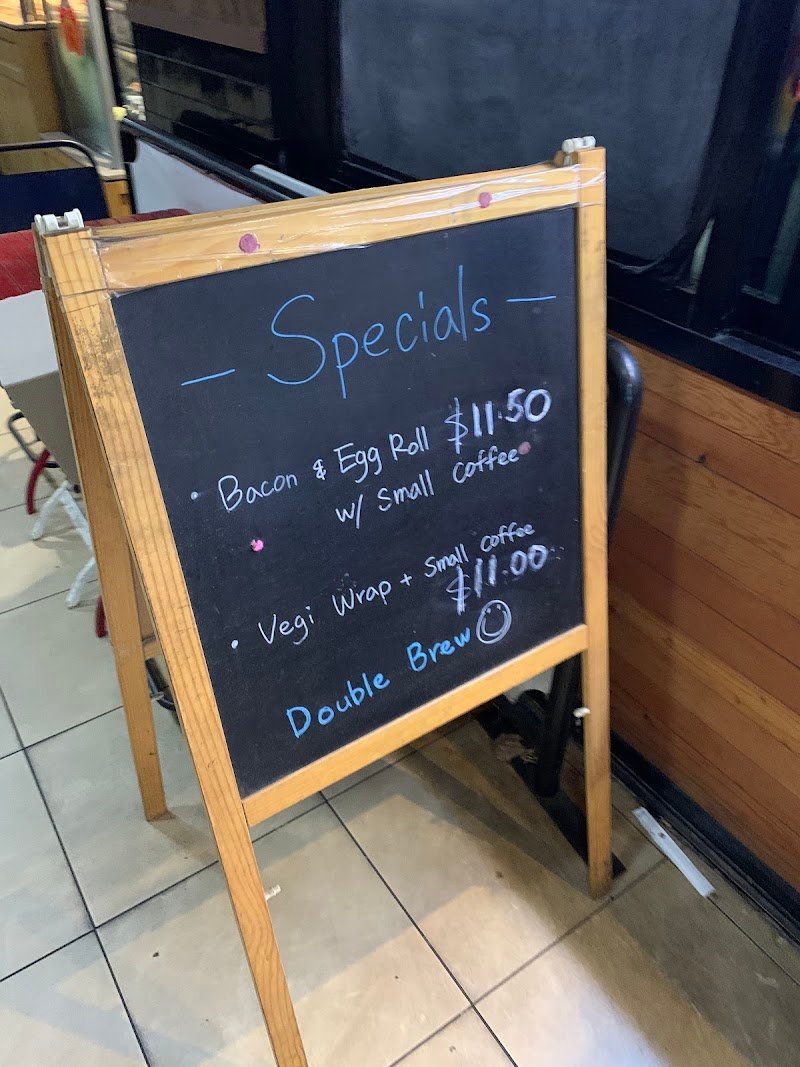 - Specials -
• Bacon & Egg Roll $11.50
w/ Small Coffee
• Vegi Wrap + Small Coffee
$11.00
Double Brew